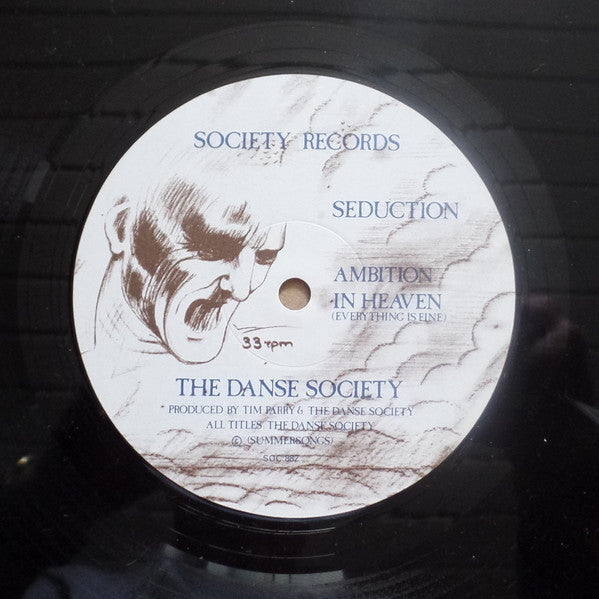 SOCIETY RECORDS
SEDUCTION
AMBITION
·IN HEAVEN
(EVERYTHING IS FINE)
33 rpm
THE DANSE SOCIETY
* PRODUCED BY TIM PARRY & THE DANSE SOCIETY
ALL TITLES THE DANSE SOCIETY
© (SUMMERSONGS)
SOC 882